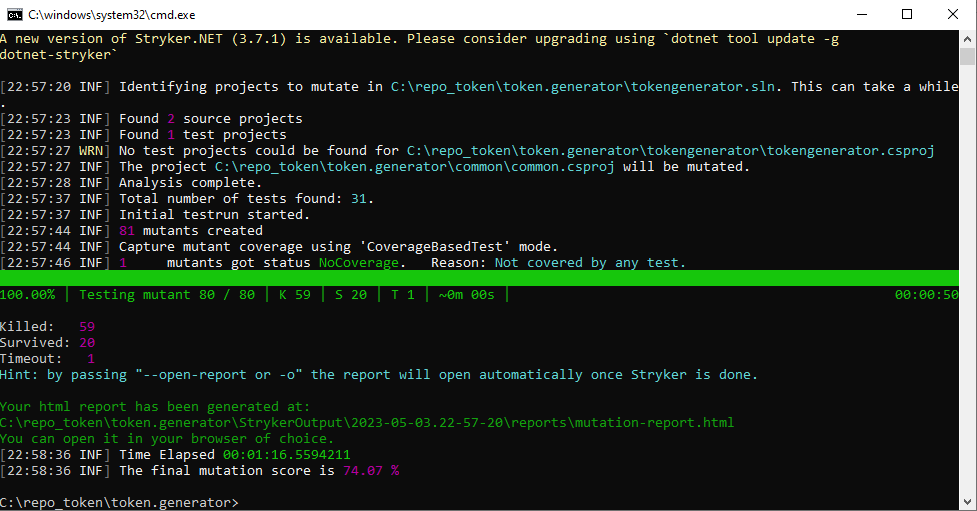 C:\windows\system32\cmd.exe
A new version of Stryker.NET (3.7.1) is available. Please consider upgrading using `dotnet tool update -g
dotnet-stryker`
[22:57:20 INF] Identifying projects to mutate in C:\repo_token\token.generator\tokengenerator.sln. This can take a while
.
[22:57:23 INF] Found 2 source projects
[22:57:23 INF] Found 1 test projects
[22:57:27 WRN] No test projects could be found for C:\repo_token\token.generator\tokengenerator\tokengenerator.csproj
[22:57:27 INF] The project C:\repo_token\token.generator\common\common.csproj will be mutated.
[22:57:28 INF] Analysis complete.
[22:57:37 INF] Total number of tests found: 31.
[22:57:37 INF] Initial testrun started.
[22:57:44 INF] 81 mutants created
[22:57:44 INF] Capture mutant coverage using 'CoverageBasedTest' mode.
[22:57:46 INF] 1     mutants got status NoCoverage.   Reason: Not covered by any test.
100.00% │ Testing mutant 80 / 80 │ K 59 │ S 20 │ T 1 │ ~0m 00s │ 00:00:50
Killed:   59
Survived: 20
Timeout:   1
Hint: by passing "--open-report or -o" the report will open automatically once Stryker is done.
Your html report has been generated at:
C:\repo_token\token.generator\StrykerOutput\2023-05-03.22-57-20\reports\mutation-report.html
You can open it in your browser of choice.
[22:58:36 INF] Time Elapsed 00:01:16.5594211
[22:58:36 INF] The final mutation score is 74.07 %
C:\repo_token\token.generator>